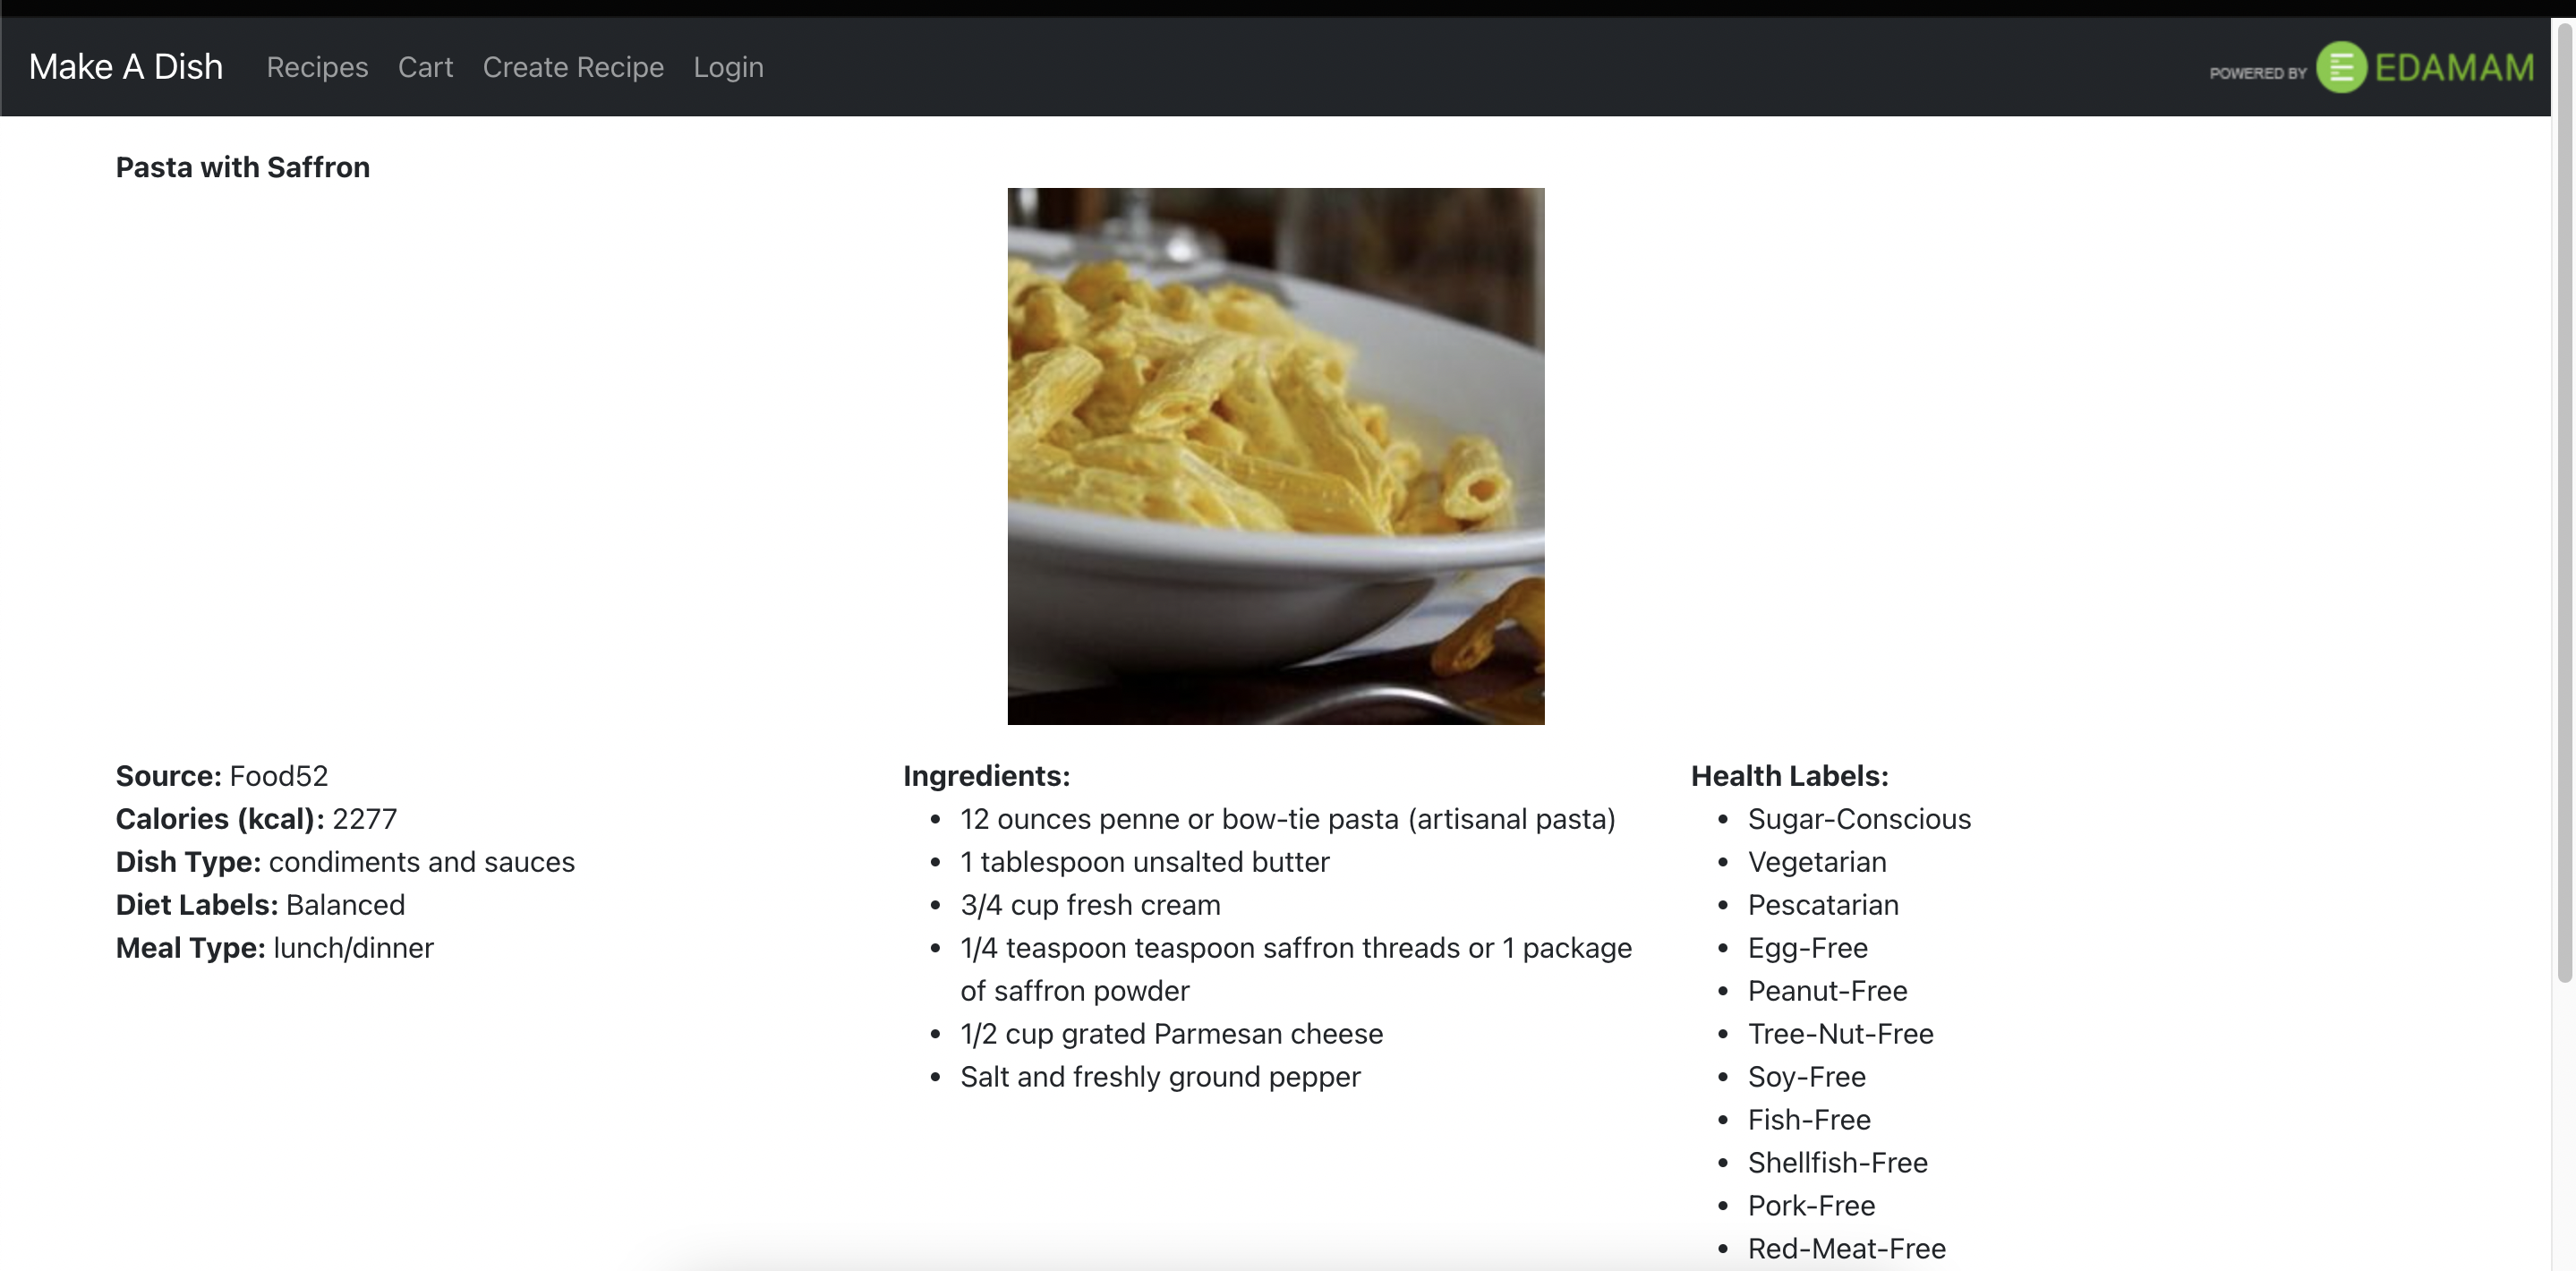 Make A Dish Recipes Cart Create Recipe Login POWERED BY EDAMAM
Pasta with Saffron
Source: Food52
Calories (kcal): 2277
Dish Type: condiments and sauces
Diet Labels: Balanced
Meal Type: lunch/dinner
Ingredients:
12 ounces penne or bow-tie pasta (artisanal pasta)
1 tablespoon unsalted butter
3/4 cup fresh cream
1/4 teaspoon teaspoon saffron threads or 1 package
of saffron powder
1/2 cup grated Parmesan cheese
Salt and freshly ground pepper
Health Labels:
Sugar-Conscious
Vegetarian
Pescatarian
Egg-Free
Peanut-Free
Tree-Nut-Free
Soy-Free
Fish-Free
Shellfish-Free
Pork-Free
Red-Meat-Free